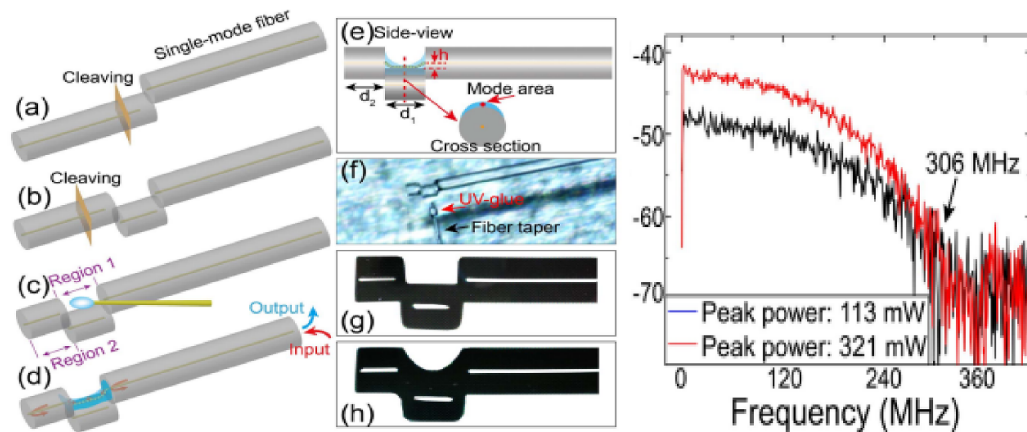 (a)
Cleaving
Single-mode fiber
(b)
Cleaving
(c)
Region 1
Region 2
(d)
Output
Input
(e)
Side-view
h
d2
d1
Mode area
Cross section
(f)
UV-glue
Fiber taper
(g)
(h)
-40
-50
-60
-70
306 MHz
Peak power: 113 mW
Peak power: 321 mW
0
120
240
360
Frequency (MHz)